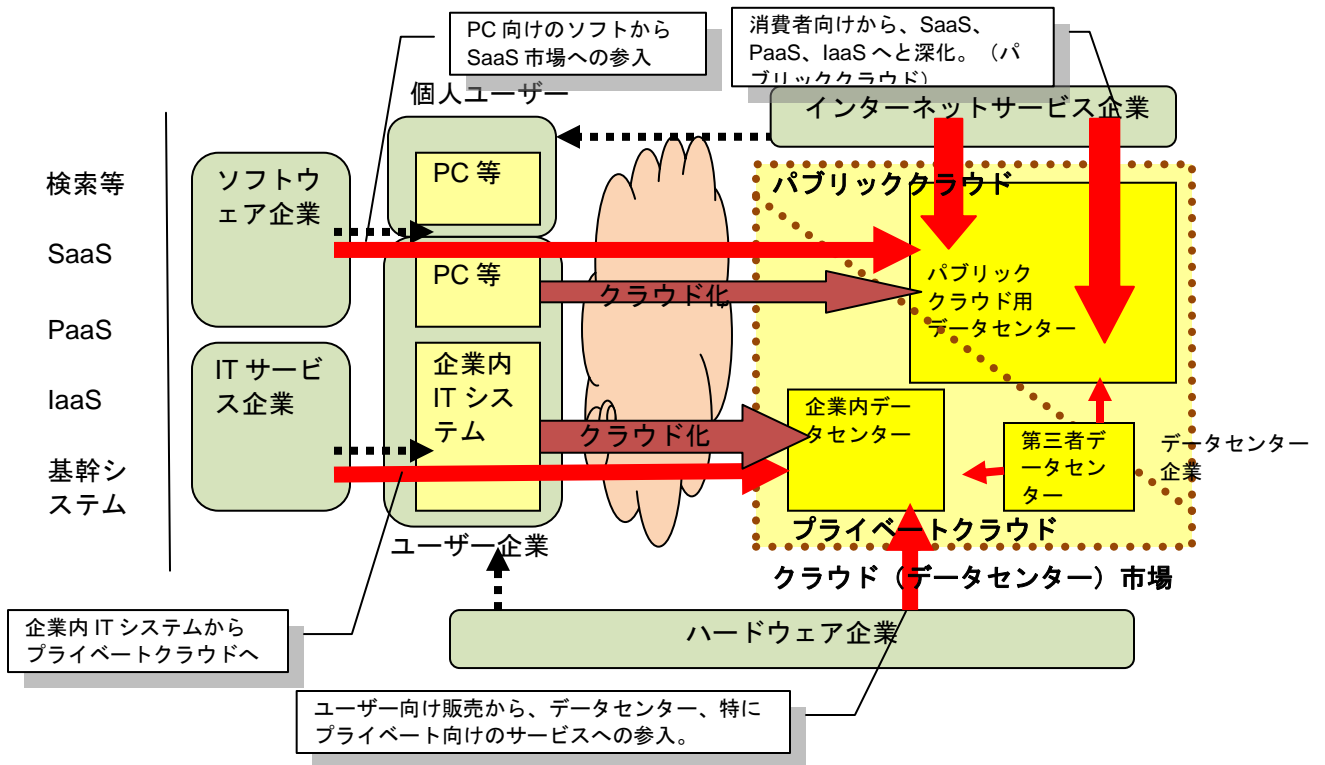 PC 向けのソフトから
SaaS 市場への参入
消費者向けから、SaaS、
PaaS、IaaS へと深化。（パ
ブリッククラウド）
個人ユーザー
インターネットサービス企業
検索等
SaaS
PaaS
IaaS
基幹シ
ステム
ソフトウ
ェア企業
IT サービ
ス企業
PC 等
PC 等
企業内
IT シス
テム
ユーザー企業
クラウド化
クラウド化
パブリッククラウド
パブリック
クラウド用
データセンター
企業内デー
タセンター
第三者デ
ータセン
ター
データセンター
企業
プライベートクラウド
クラウド（データセンター）市場
企業内 IT システムから
プライベートクラウドへ
ハードウェア企業
ユーザー向け販売から、データセンター、特に
プライベート向けのサービスへの参入。